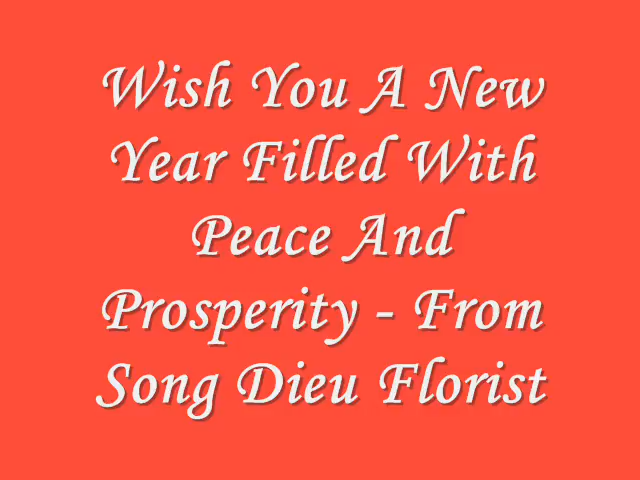 Wish You A New
Year Filled With
Peace And
Prosperity - From
Song Dieu Florist